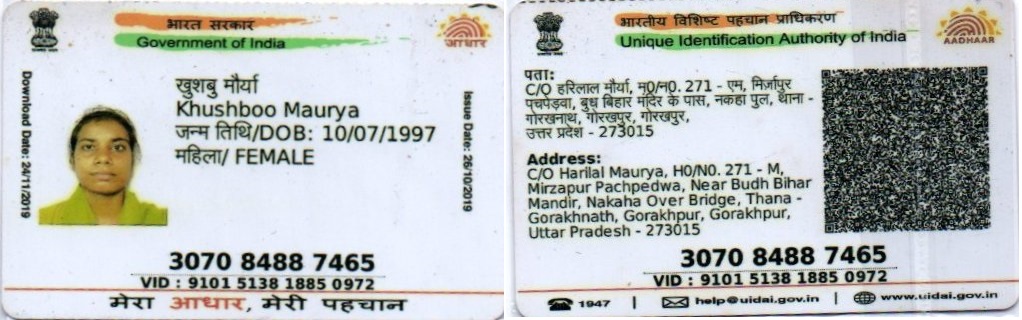 भारत सरकार
Government of India
आधार
Download Date: 24/11/2019
खुशबु मौर्या
Khushboo Maurya
जन्म तिथि/DOB: 10/07/1997
महिला/ FEMALE
Issue Date: 26/10/2019
3070 8488 7465
VID : 9101 5138 1885 0972
मेरा आधार, मेरी पहचान
भारतीय विशिष्ट पहचान प्राधिकरण
Unique Identification Authority of India
AADHAAR
पता:
C/O हरिलाल मौर्या, म0/न0. 271 - एम, मिर्ज़ापुर
पचपेड़वा, बुध बिहार मंदिर के पास, नकहा पुल, थाना -
गोरखनाथ, गोरखपुर, गोरखपुर,
उत्तर प्रदेश - 273015
Address:
C/O Harilal Maurya, H0/N0. 271 - M,
Mirzapur Pachpedwa, Near Budh Bihar
Mandir, Nakaha Over Bridge, Thana -
Gorakhnath, Gorakhpur, Gorakhpur,
Uttar Pradesh - 273015
3070 8488 7465
VID : 9101 5138 1885 0972
1947 | help@uidai.gov.in | www.uidai.gov.in